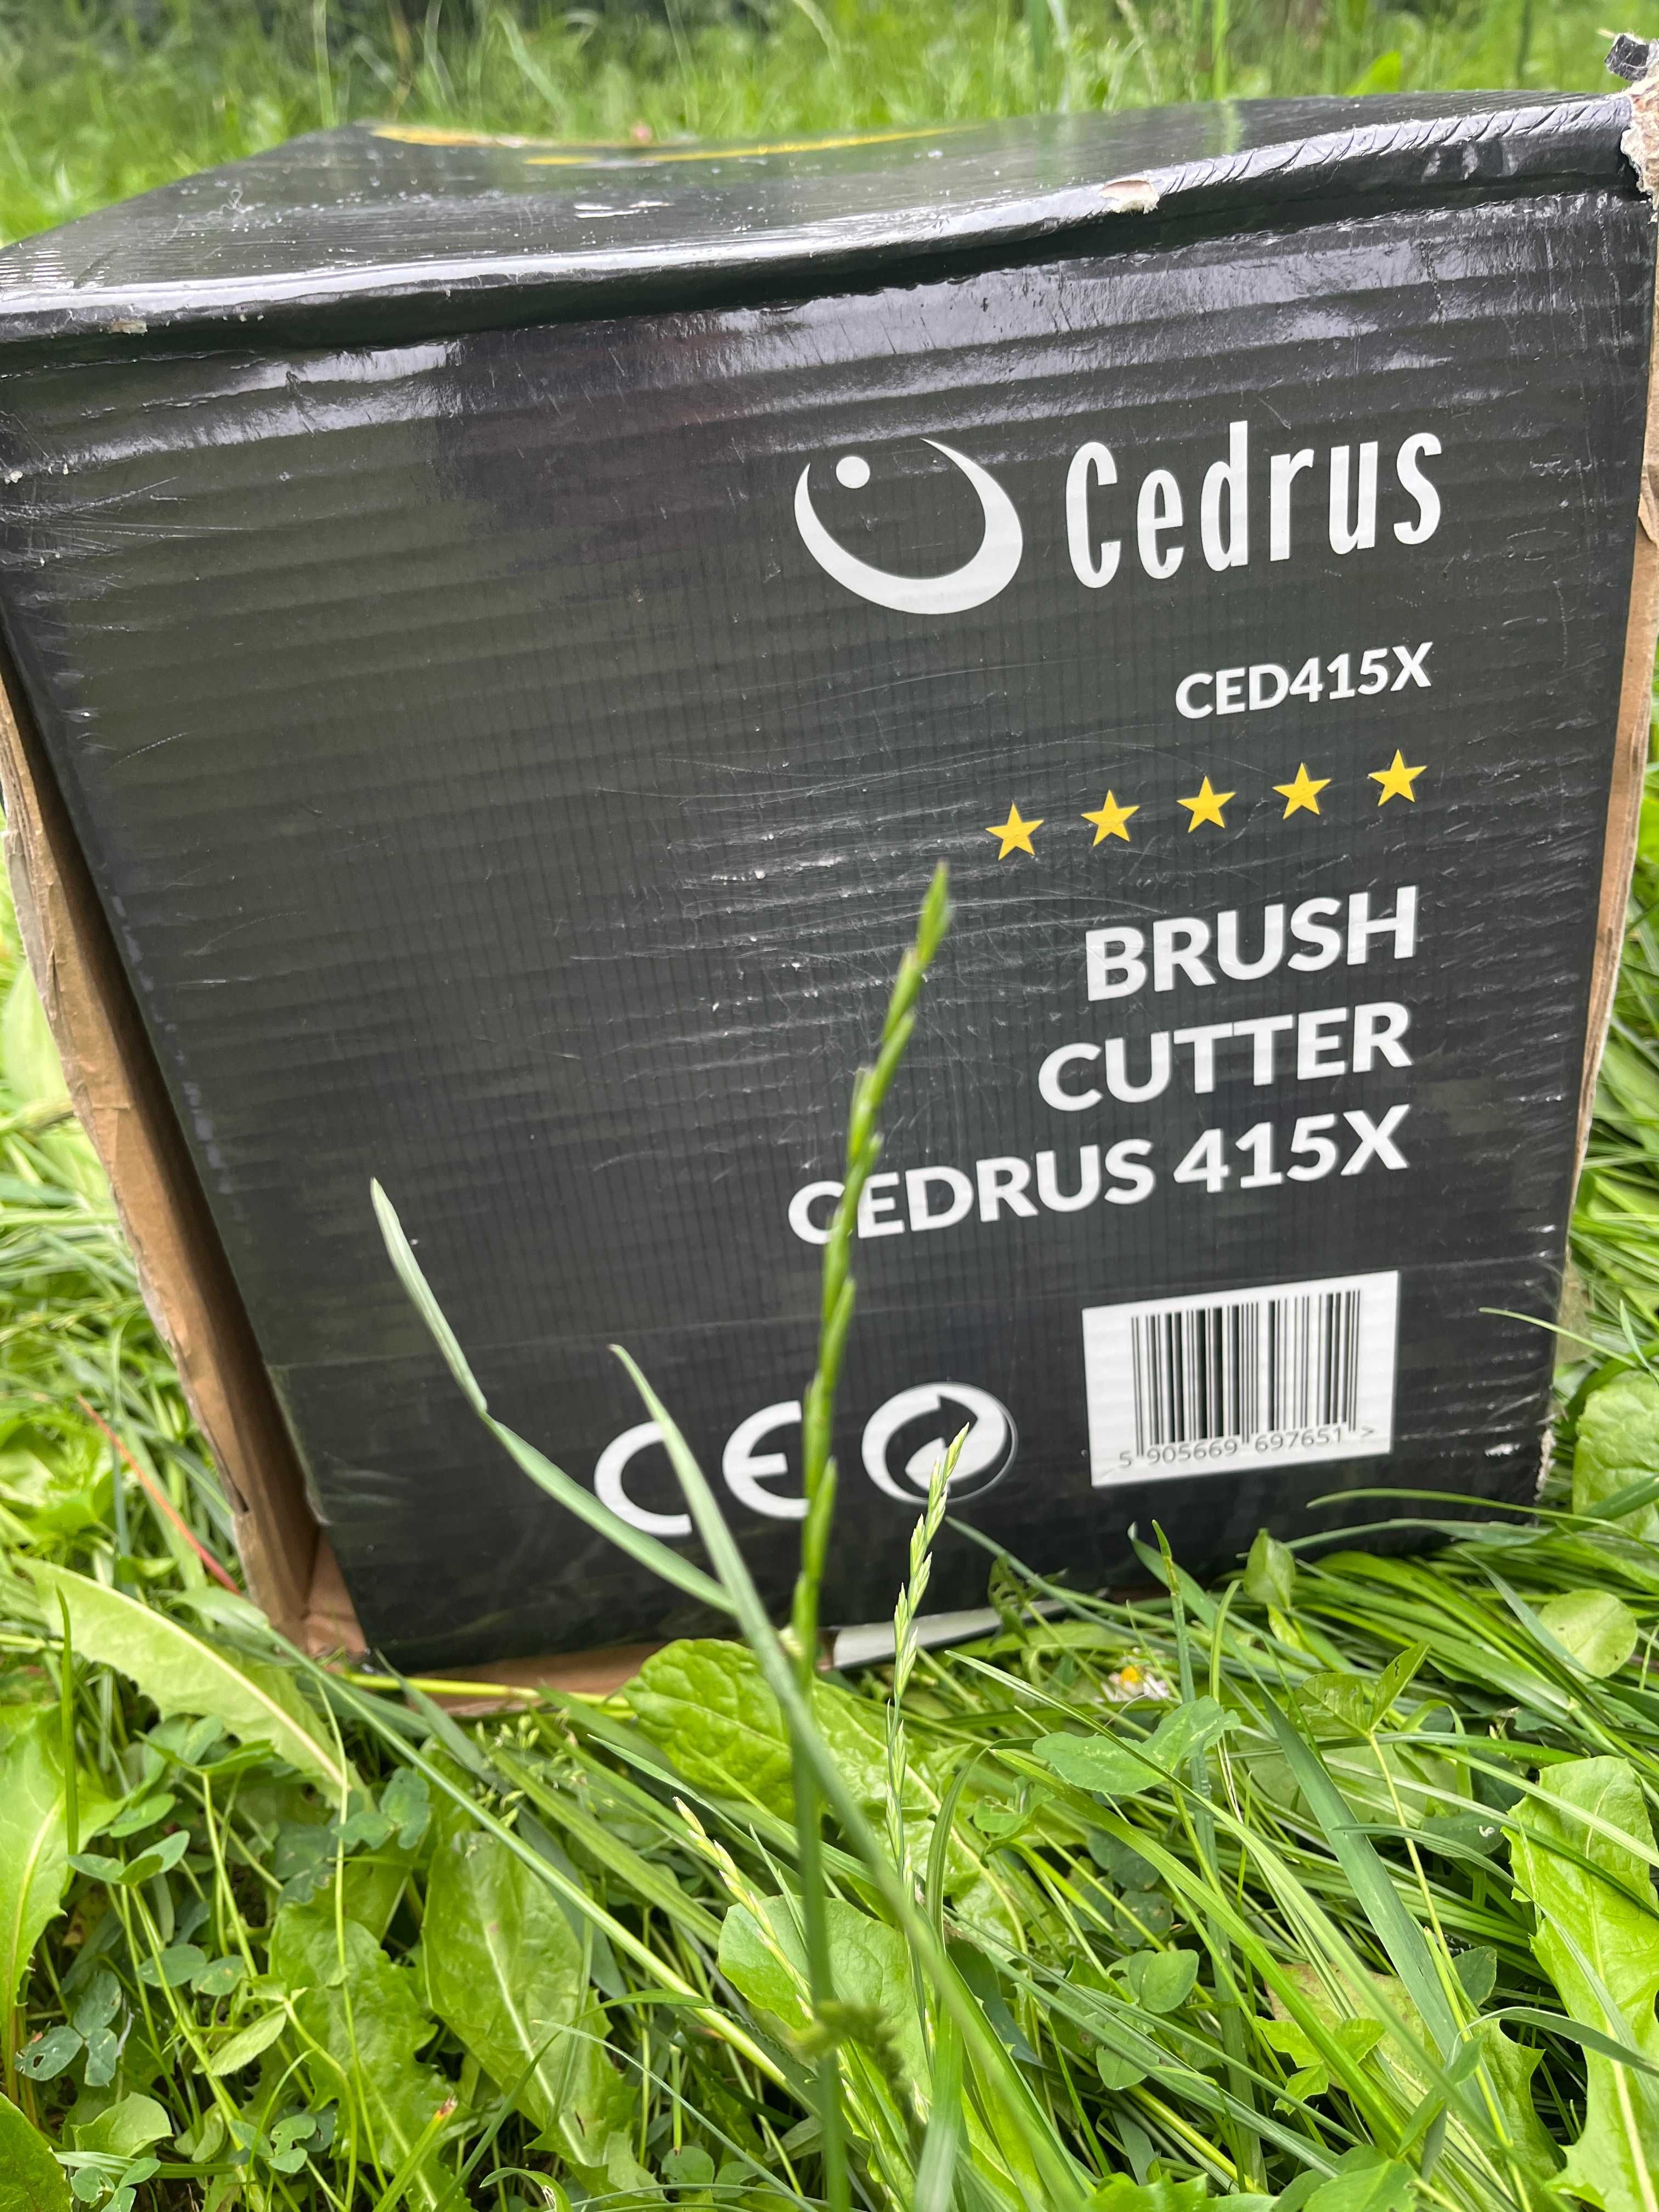 Cedrus
CED415X
BRUSH
CUTTER
CEDRUS 415X
CE
5 905669 697651 >